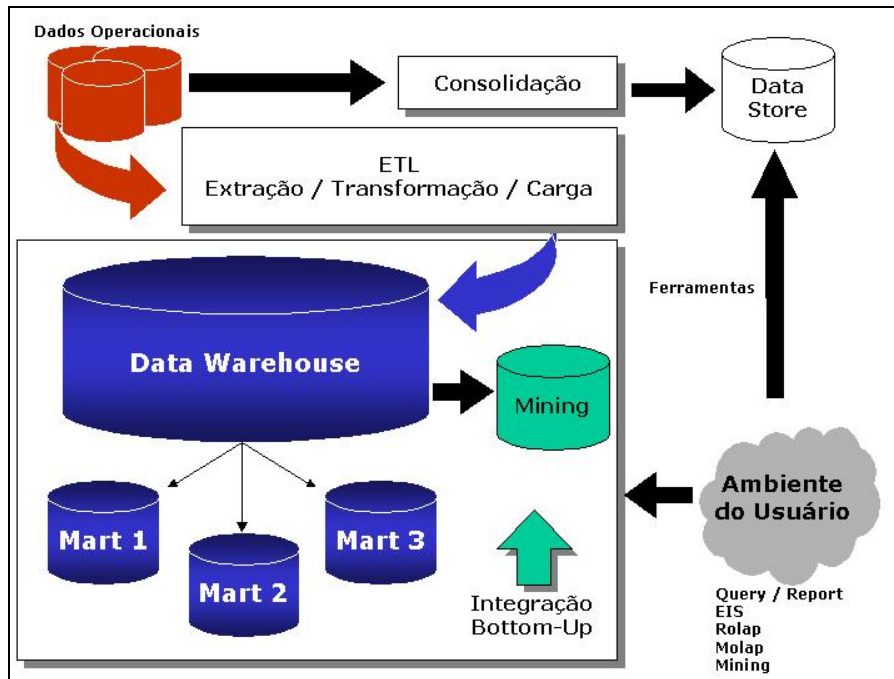 Dados Operacionais
Consolidação
Data
Store
ETL
Extração / Transformação / Carga
Ferramentas
Data Warehouse
Mining
Mart 1
Mart 2
Mart 3
Integração
Bottom-Up
Ambiente
do Usuário
Query / Report
EIS
Rolap
Molap
Mining